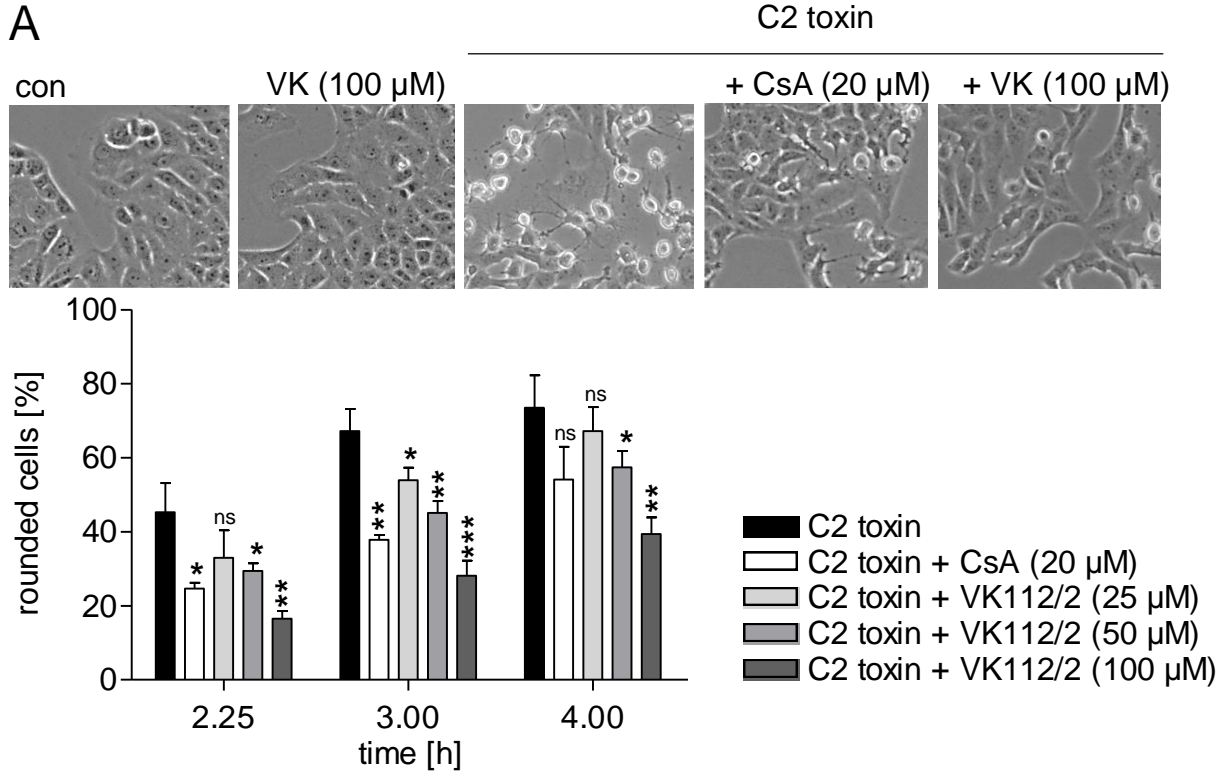 A
C2 toxin
con
VK (100 µM)
+ CsA (20 µM)
+ VK (100 µM)
100
80
60
40
20
0
rounded cells [%]
*
ns
*
**
**
*
**
***
ns
ns
*
**
2.25
3.00
4.00
time [h]
C2 toxin
C2 toxin + CsA (20 µM)
C2 toxin + VK112/2 (25 µM)
C2 toxin + VK112/2 (50 µM)
C2 toxin + VK112/2 (100 µM)